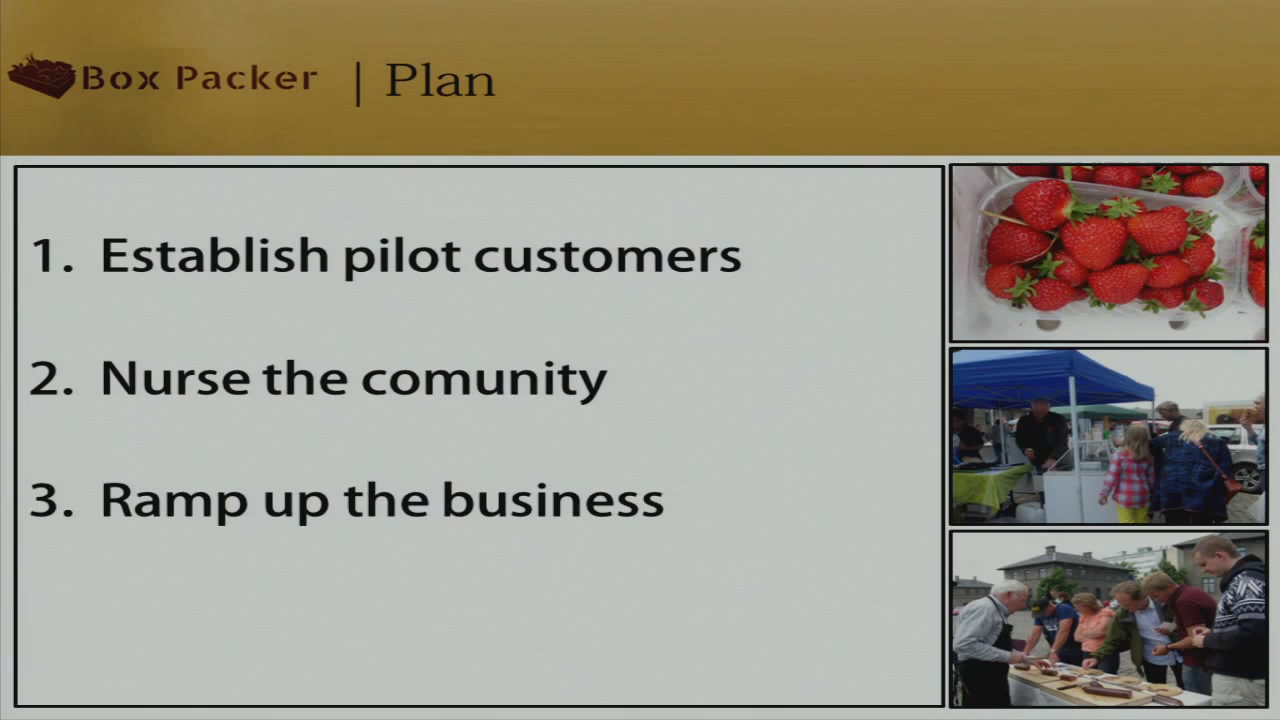 Box Packer | Plan
1. Establish pilot customers
2. Nurse the comunity
3. Ramp up the business